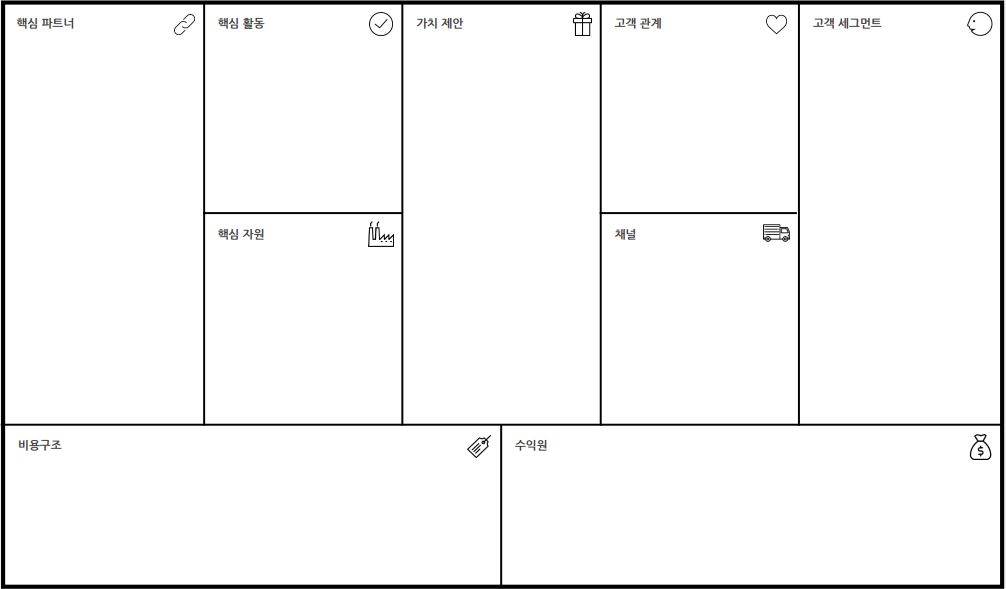 핵심 파트너
핵심 활동
가치 제안
고객 관계
고객 세그먼트
핵심 자원
채널
비용구조
수익원
$